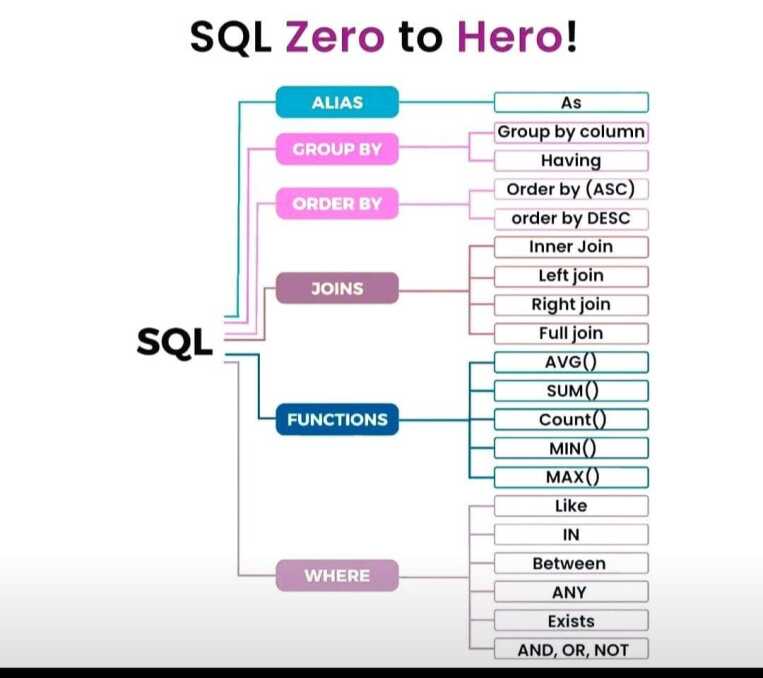 SQL Zero to Hero!
ALIAS
As
GROUP BY
Group by column
Having
ORDER BY
Order by (ASC)
order by DESC
JOINS
Inner Join
Left join
Right join
Full join
SQL
FUNCTIONS
AVG()
SUM()
Count()
MIN()
MAX()
WHERE
Like
IN
Between
ANY
Exists
AND, OR, NOT